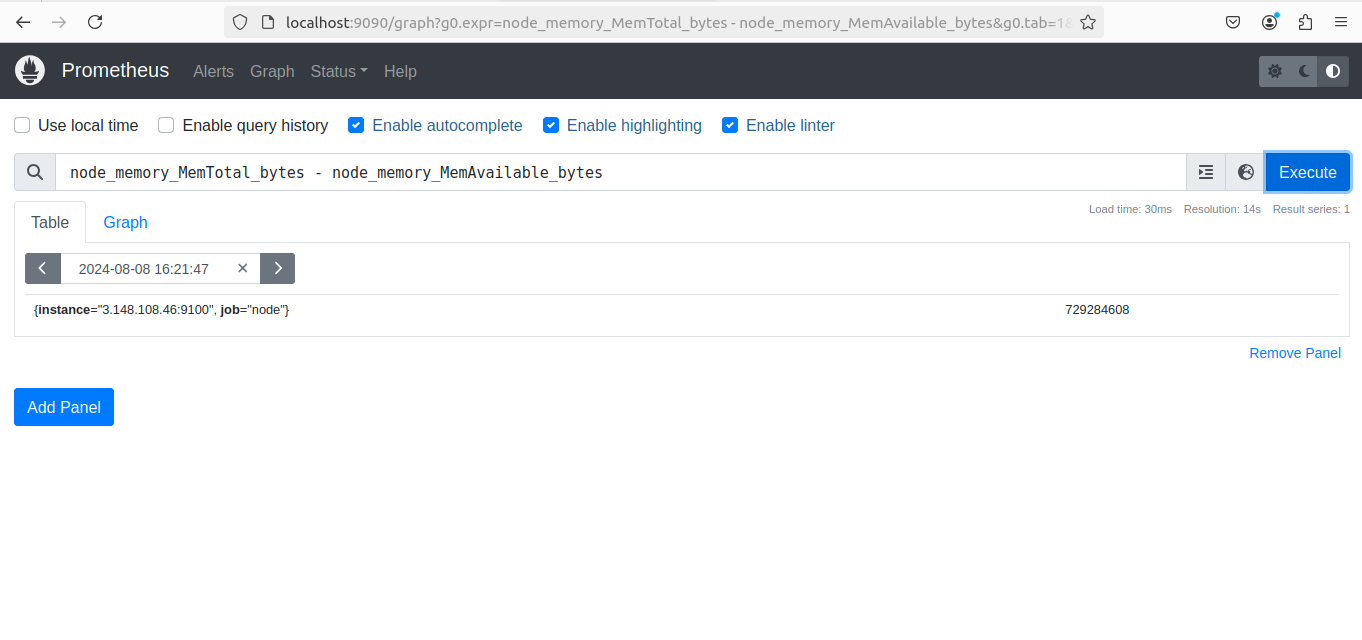 localhost:9090/graph?g0.expr=node_memory_MemTotal_bytes - node_memory_MemAvailable_bytes&g0.tab=1&
Prometheus Alerts Graph Status Help
Use local time Enable query history Enable autocomplete Enable highlighting Enable linter
node_memory_MemTotal_bytes - node_memory_MemAvailable_bytes Execute
Load time: 30ms Resolution: 14s Result series: 1
Table Graph
2024-08-08 16:21:47
{instance="3.148.108.46:9100", job="node"} 729284608
Remove Panel
Add Panel